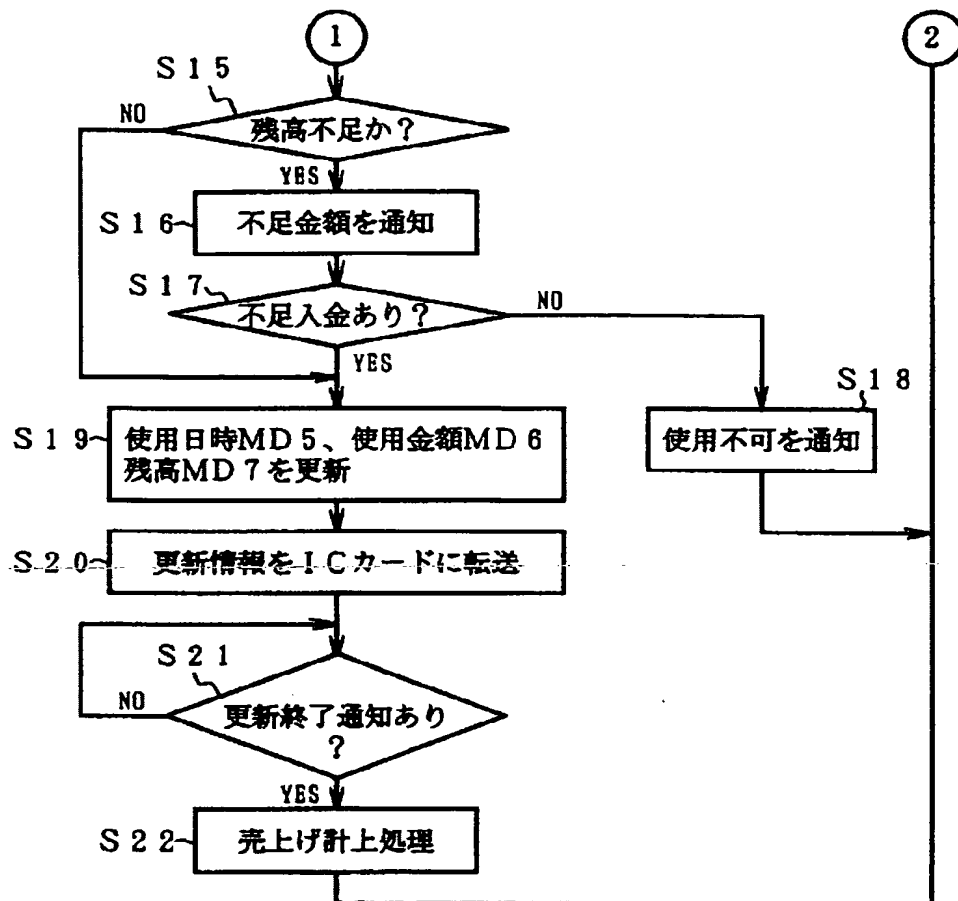 1
2
S15
NO
残高不足か?
YES
S16
不足金額を通知
S17
NO
不足入金あり?
YES
S18
S19
使用日時MD5、使用金額MD6
残高MD7を更新
使用不可を通知
S20
更新情報をICカードに転送
S21
NO
更新終了通知あり
?
YES
S22
売上げ計上処理